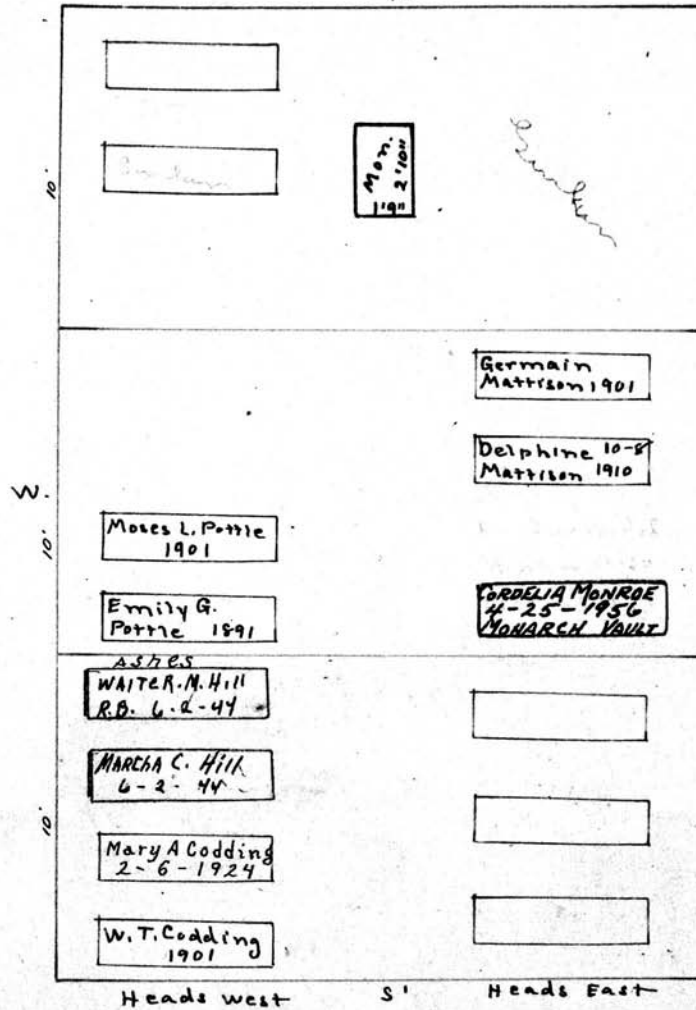 10'
Mon.
2'10"
1'9"
Germain
Mattison 1901
Delphine 10-8
Mattison 1910
10'
Moses L. Pottle
1901
Emily G.
Pottle 1891
CORDELIA MONROE
4-25-1956
MONARCH VAULT
Ashes
WALTER. M. Hill
R.B. 6-2-44
MARCHA C. Hill
6-2-44
10'
Mary A Codding
2-6-1924
W. T. Codding
1901
Heads west
S'
Heads East